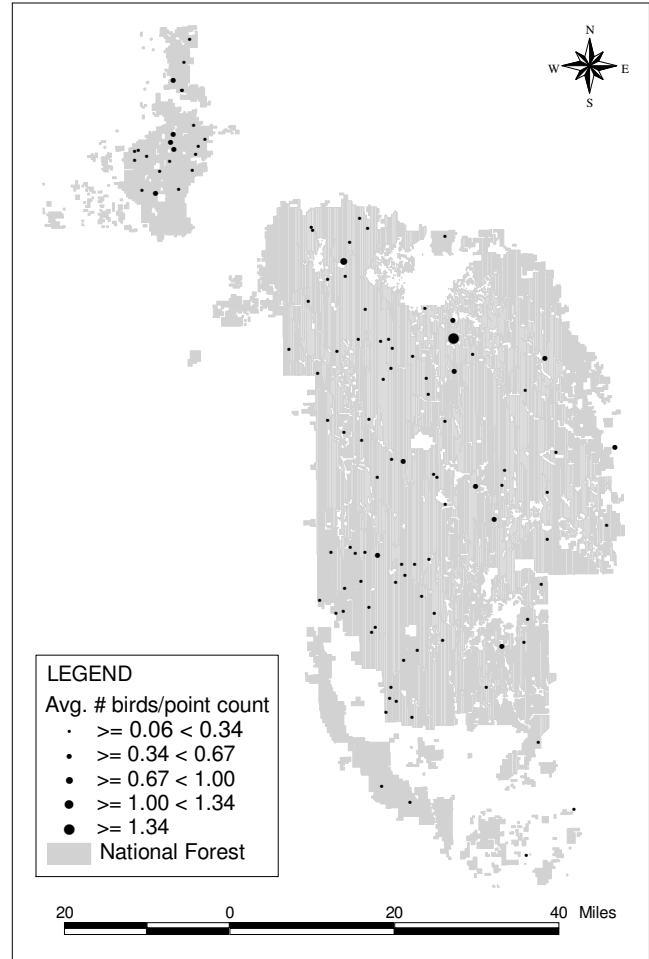 N
W E
S
LEGEND
Avg. # birds/point count
>= 0.06 < 0.34
>= 0.34 < 0.67
>= 0.67 < 1.00
>= 1.00 < 1.34
>= 1.34
National Forest
20 0 20 40 Miles